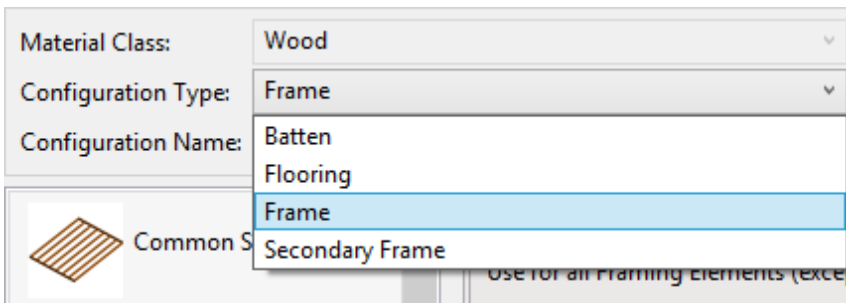 Material Class: Wood
Configuration Type: Frame
Configuration Name:
Batten
Flooring
Frame
Secondary Frame
Common S
Use for all Framing Elements (exce